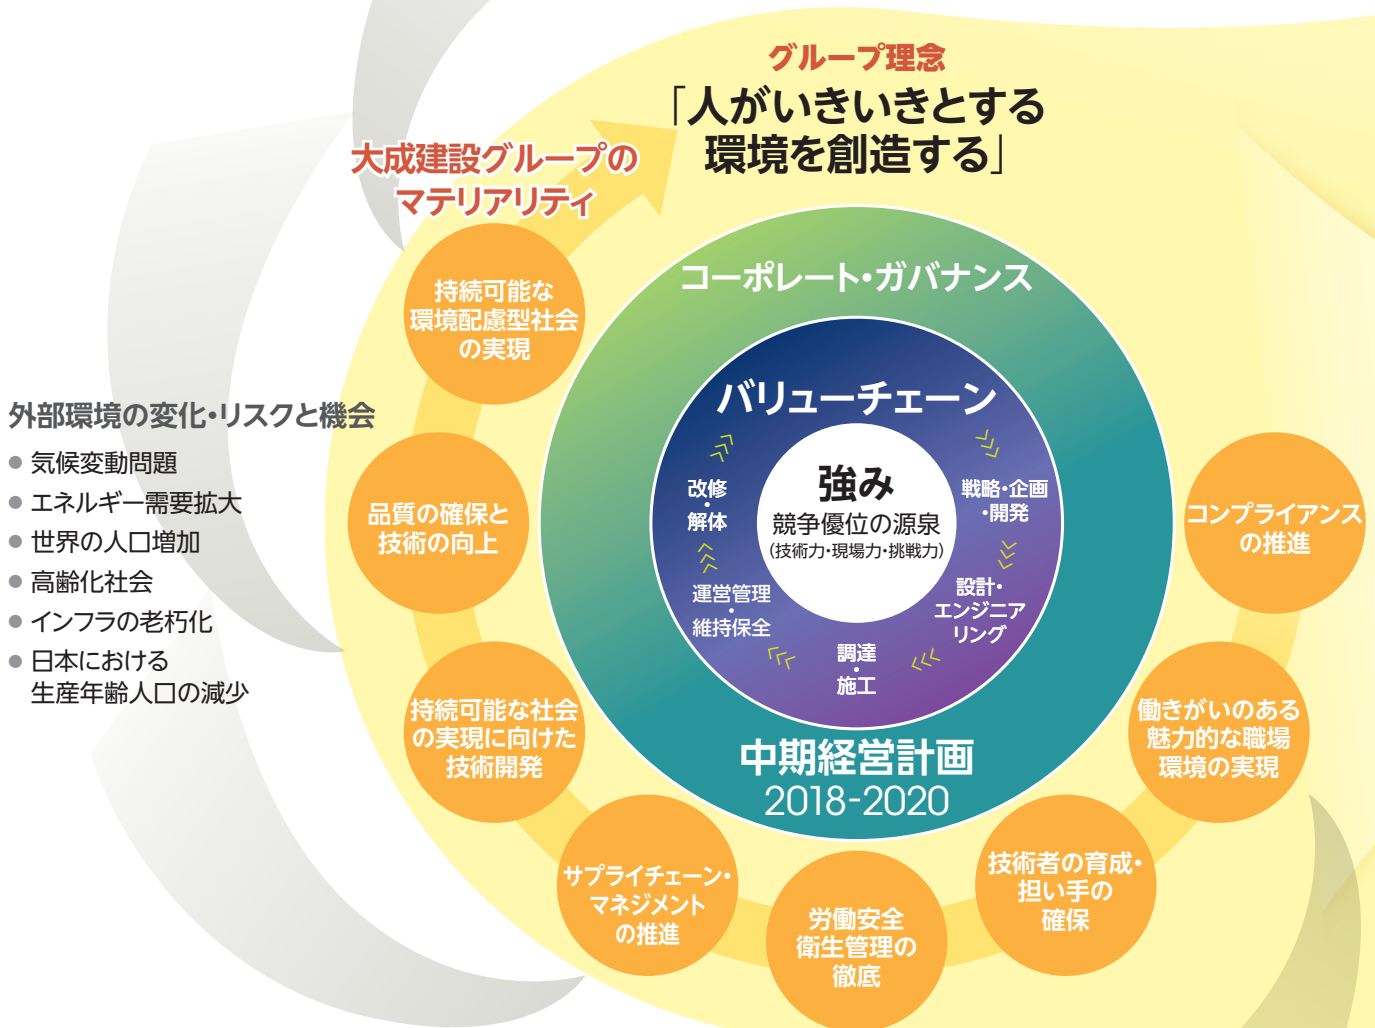 グループ理念
「人がいきいきとする
環境を創造する」
大成建設グループの
マテリアリティ
持続可能な
環境配慮型社会
の実現
品質の確保と
技術の向上
持続可能な社会
の実現に向けた
技術開発
サプライチェーン・
マネジメント
の推進
労働安全
衛生管理の
徹底
技術者の育成・
担い手の
確保
働きがいのある
魅力的な職場
環境の実現
コンプライアンス
の推進
外部環境の変化・リスクと機会
● 気候変動問題
● エネルギー需要拡大
● 世界の人口増加
● 高齢化社会
● インフラの老朽化
● 日本における
生産年齢人口の減少
コーポレート・ガバナンス
バリューチェーン
強み
競争優位の源泉
(技術力・現場力・挑戦力)
戦略・企画
・開発
設計・
エンジニア
リング
調達
・
施工
運営管理
・
維持保全
改修
・
解体
中期経営計画
2018-2020